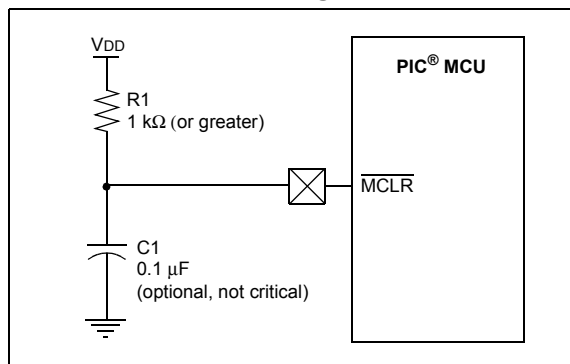 VDD
PIC® MCU
R1
1 kΩ (or greater)
MCLR
C1
0.1 μF
(optional, not critical)